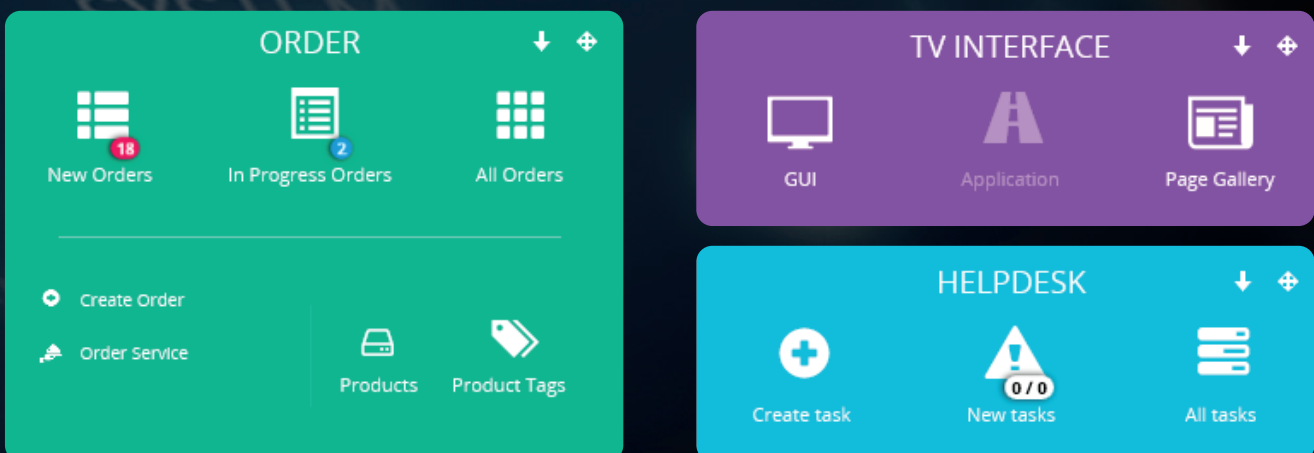 ORDER
18
2
New Orders
In Progress Orders
All Orders
Create Order
Order Service
Products
Product Tags
TV INTERFACE
GUI
Application
Page Gallery
HELPDESK
0 / 0
Create task
New tasks
All tasks